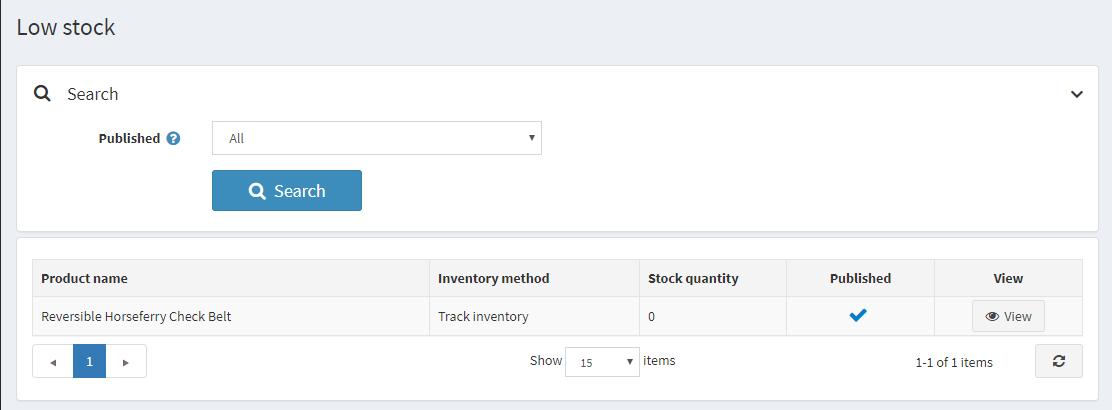 Low stock
Search
Published ? All
Search
Product name Inventory method Stock quantity Published View
Reversible Horseferry Check Belt Track inventory 0 View
1 Show 15 items 1-1 of 1 items